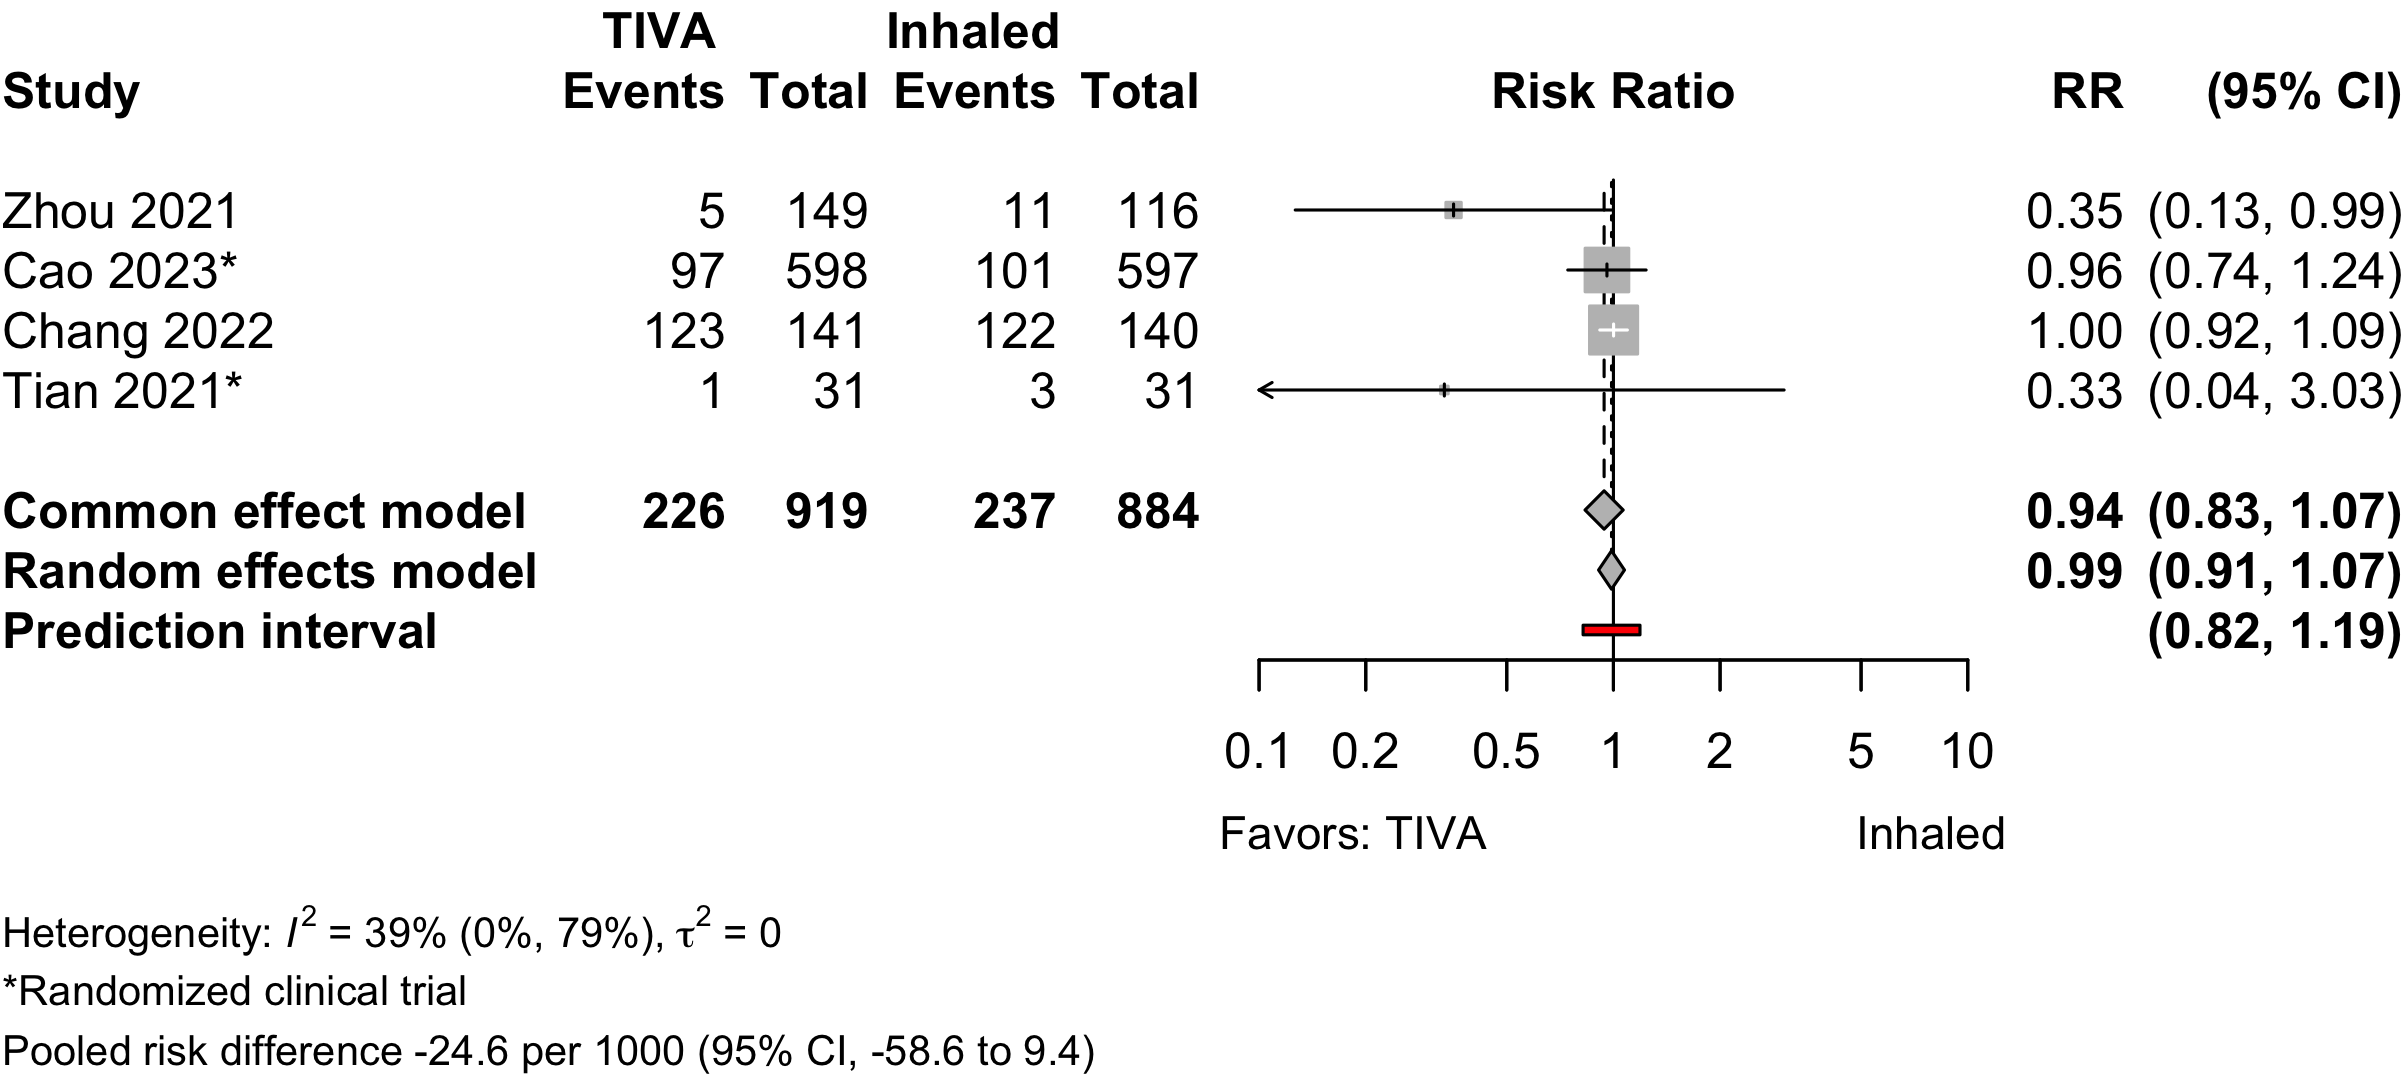 TIVA Inhaled
Study Events Total Events Total Risk Ratio RR (95% CI)
Zhou 2021 5 149 11 116 0.35 (0.13, 0.99)
Cao 2023* 97 598 101 597 0.96 (0.74, 1.24)
Chang 2022 123 141 122 140 1.00 (0.92, 1.09)
Tian 2021* 1 31 3 31 0.33 (0.04, 3.03)
Common effect model 226 919 237 884 0.94 (0.83, 1.07)
Random effects model 0.99 (0.91, 1.07)
Prediction interval (0.82, 1.19)
0.1 0.2 0.5 1 2 5 10
Favors: TIVA Inhaled
Heterogeneity: I² = 39% (0%, 79%), τ² = 0
*Randomized clinical trial
Pooled risk difference -24.6 per 1000 (95% CI, -58.6 to 9.4)